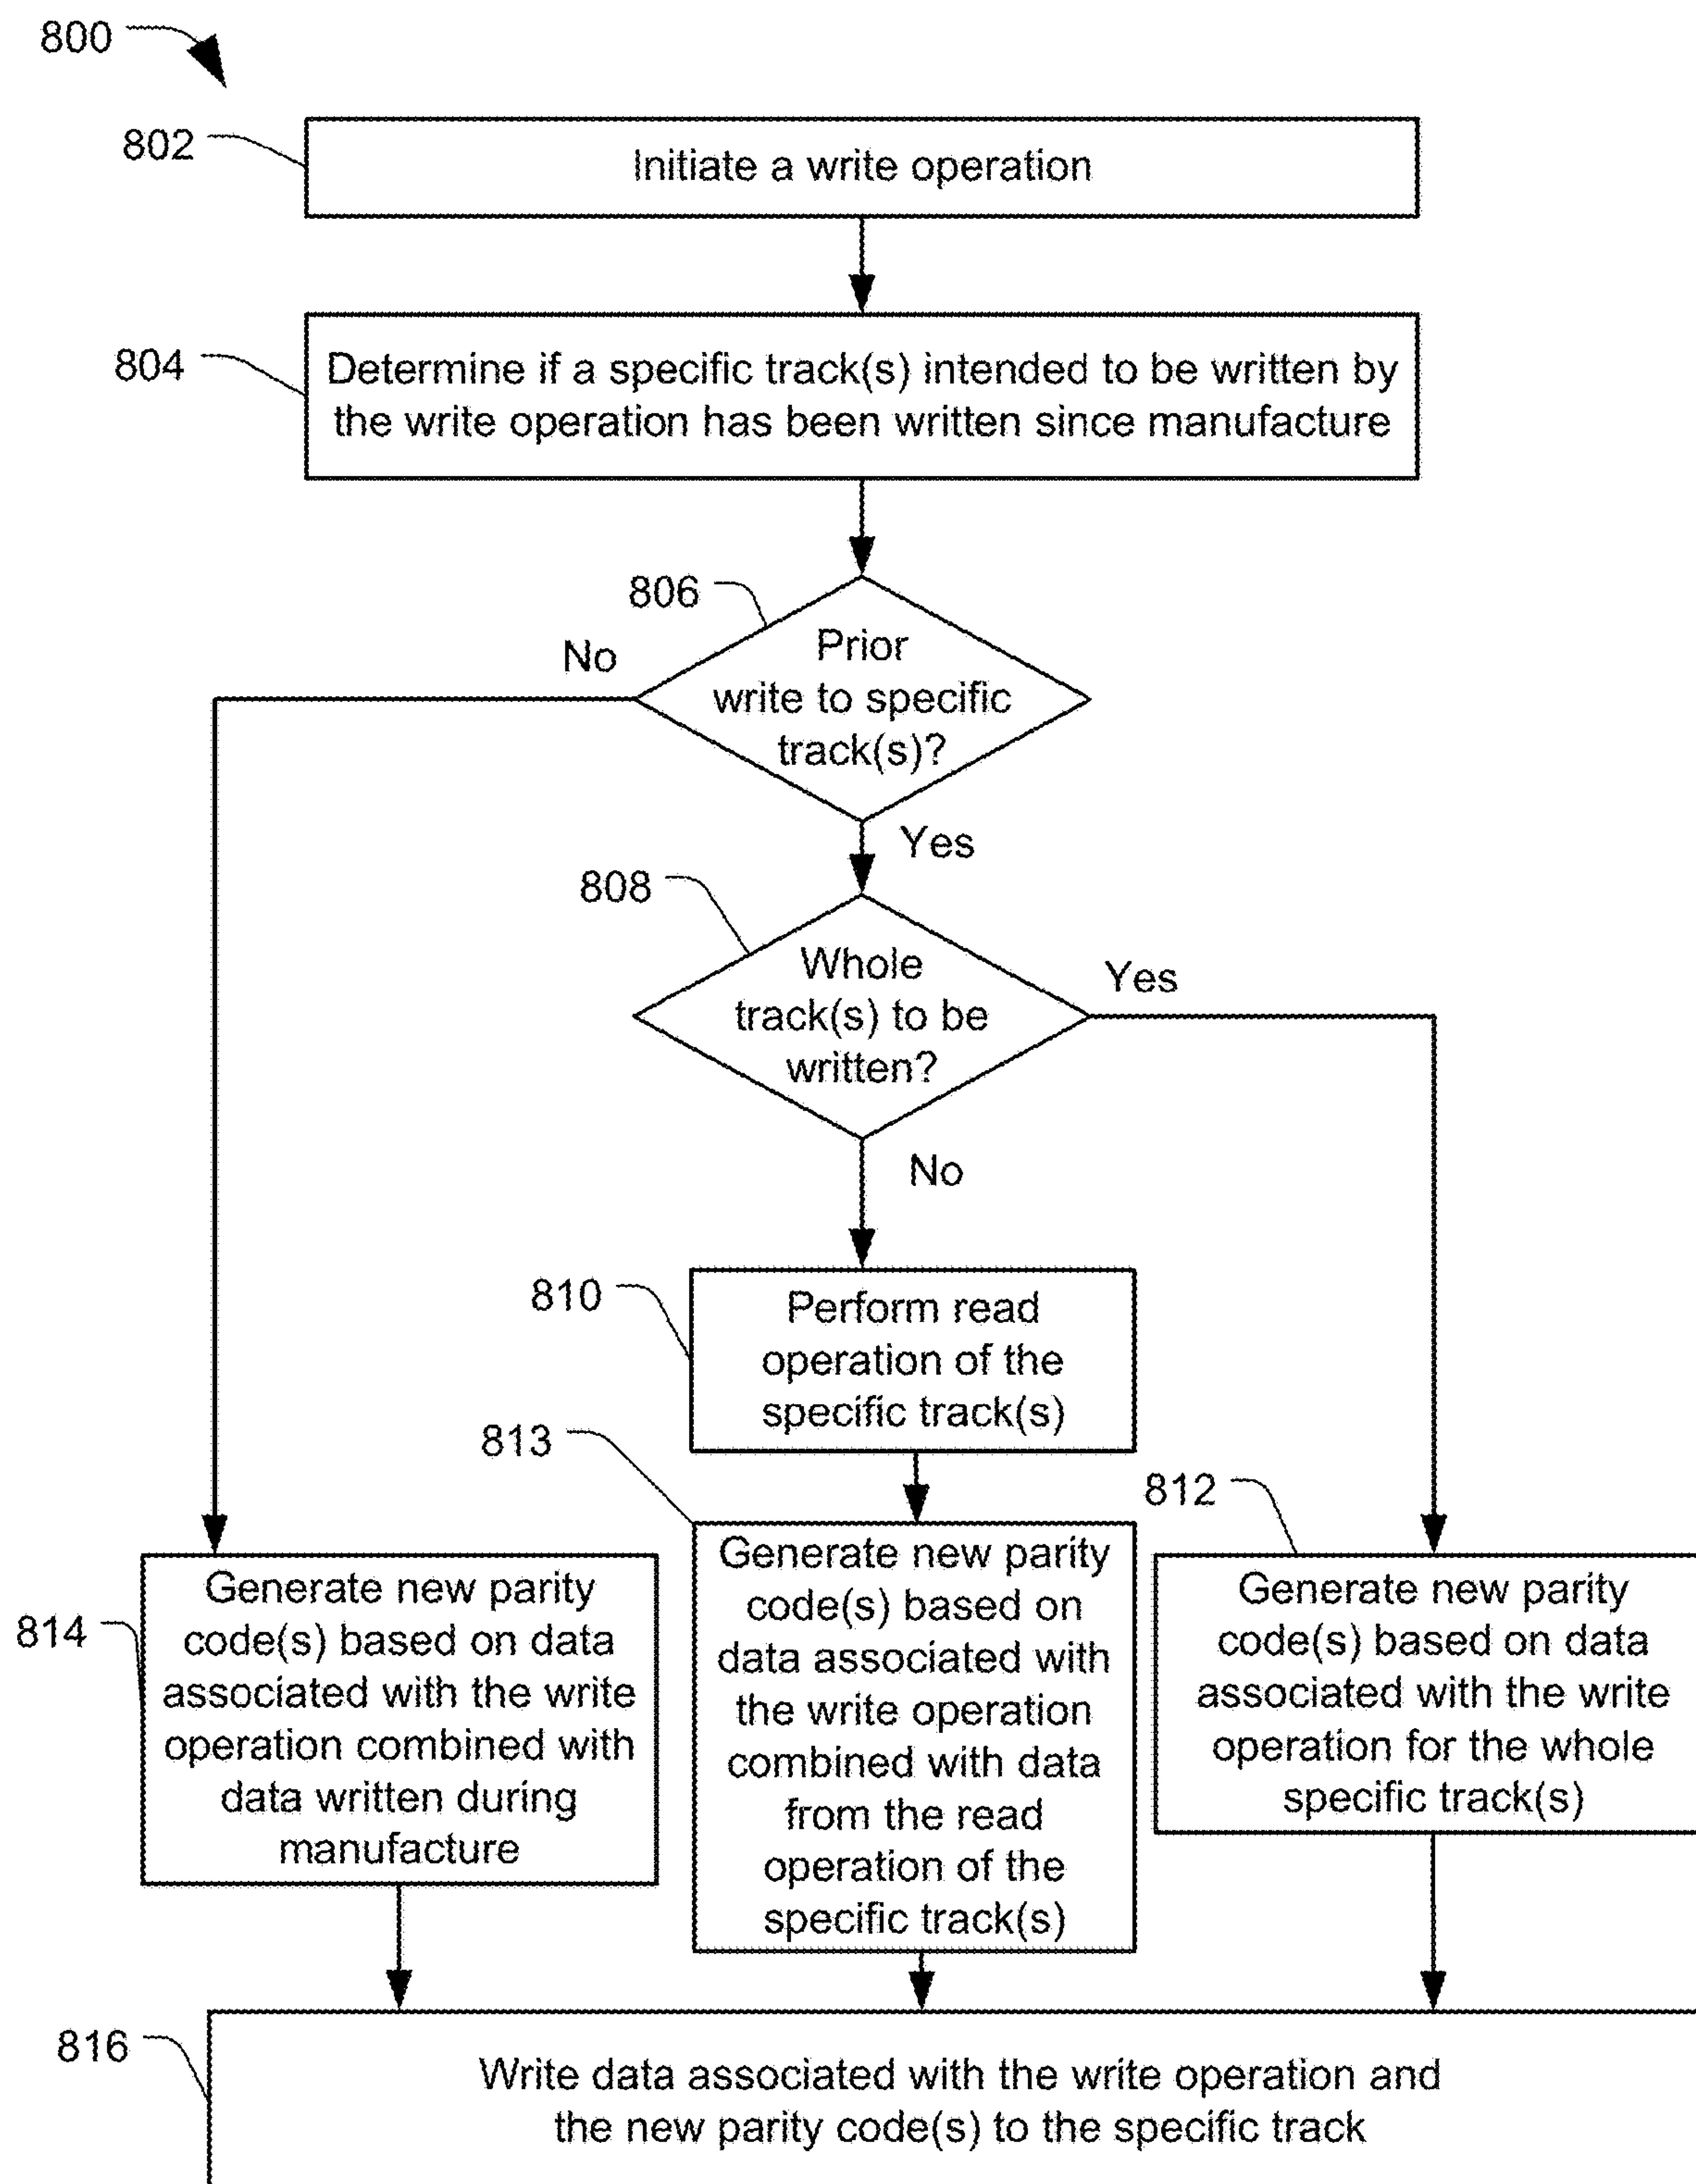 800
802
Initiate a write operation
804
Determine if a specific track(s) intended to be written by
the write operation has been written since manufacture
806
No
Prior
write to specific
track(s)?
Yes
808
Whole
track(s) to be
written?
Yes
No
810
Perform read
operation of the
specific track(s)
813
812
814
Generate new parity
code(s) based on data
associated with the write
operation combined with
data written during
manufacture
Generate new parity
code(s) based on
data associated with
the write operation
combined with data
from the read
operation of the
specific track(s)
Generate new parity
code(s) based on data
associated with the write
operation for the whole
specific track(s)
816
Write data associated with the write operation and
the new parity code(s) to the specific track